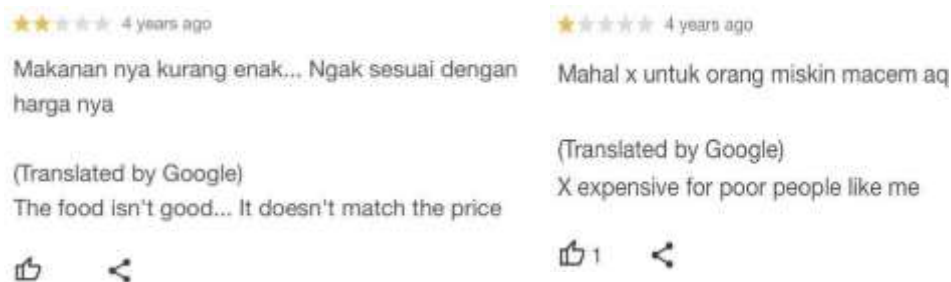 4 years ago
Makanan nya kurang enak... Ngak sesuai dengan
harga nya
(Translated by Google)
The food isn't good... It doesn't match the price
4 years ago
Mahal x untuk orang miskin macem aq
(Translated by Google)
X expensive for poor people like me
1